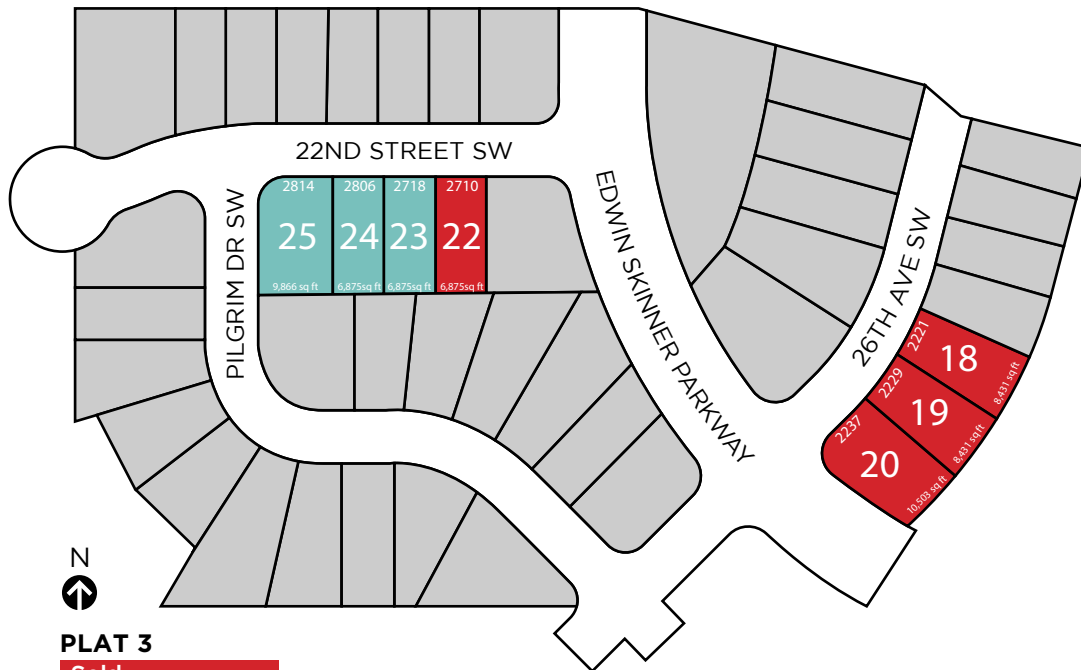 22ND STREET SW
2814
2806
2718
2710
25
24
23
22
9,866 sq ft
6,875sq ft
6,875sq ft
6,875sq ft
PILGRIM DR SW
EDWIN SKINNER PARKWAY
26TH AVE SW
2221
18
8,431 sq ft
2229
19
8,431 sq ft
2237
20
10,503 sq ft
N
PLAT 3
Sold